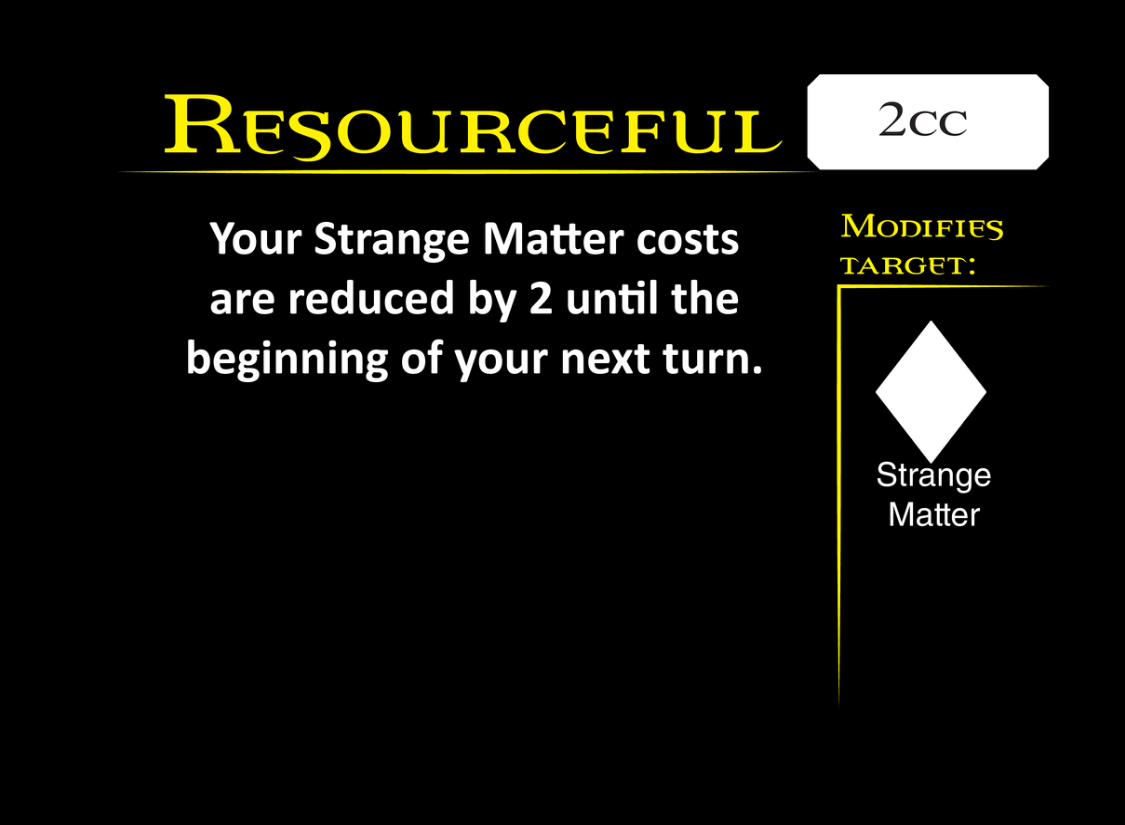 Resourceful
2cc
Your Strange Matter costs
are reduced by 2 until the
beginning of your next turn.
Modifies
target:
Strange
Matter